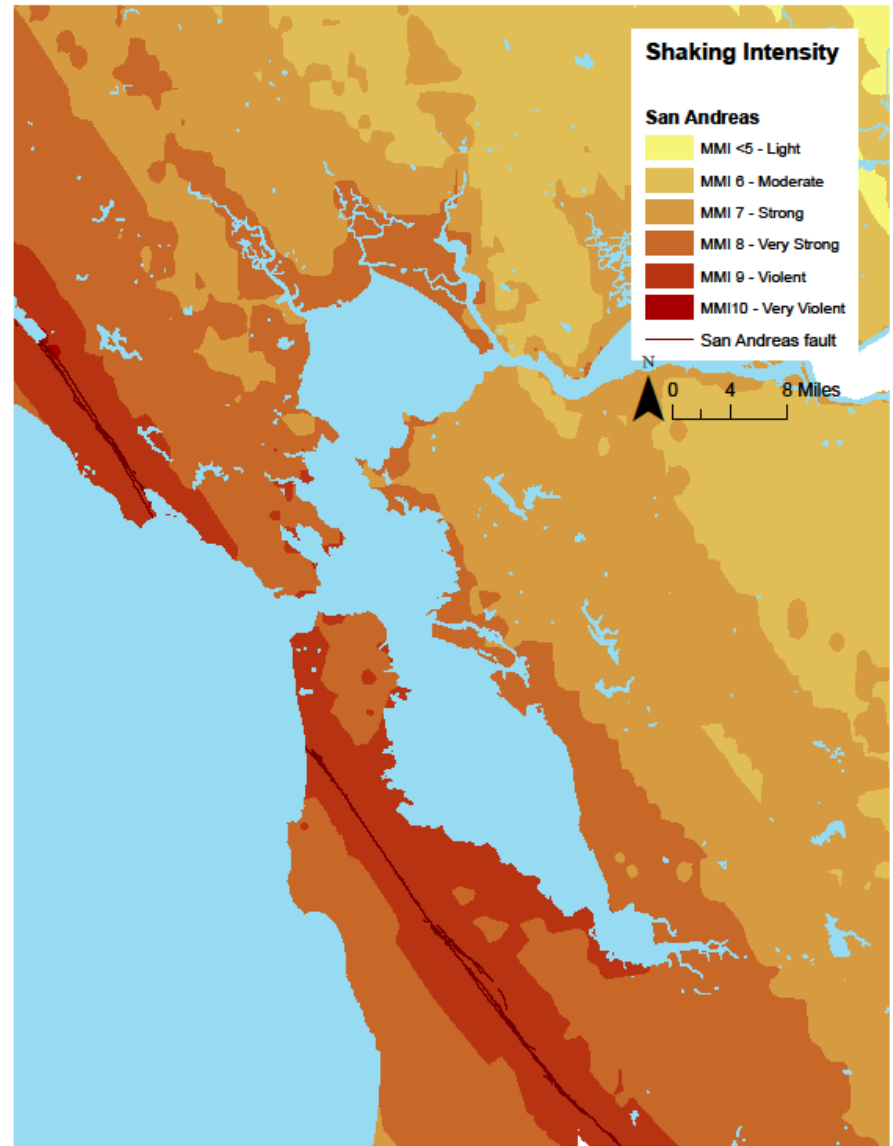 Shaking Intensity
San Andreas
MMI <5 - Light
MMI 6 - Moderate
MMI 7 - Strong
MMI 8 - Very Strong
MMI 9 - Violent
MMI10 - Very Violent
San Andreas fault
N
0 4 8 Miles